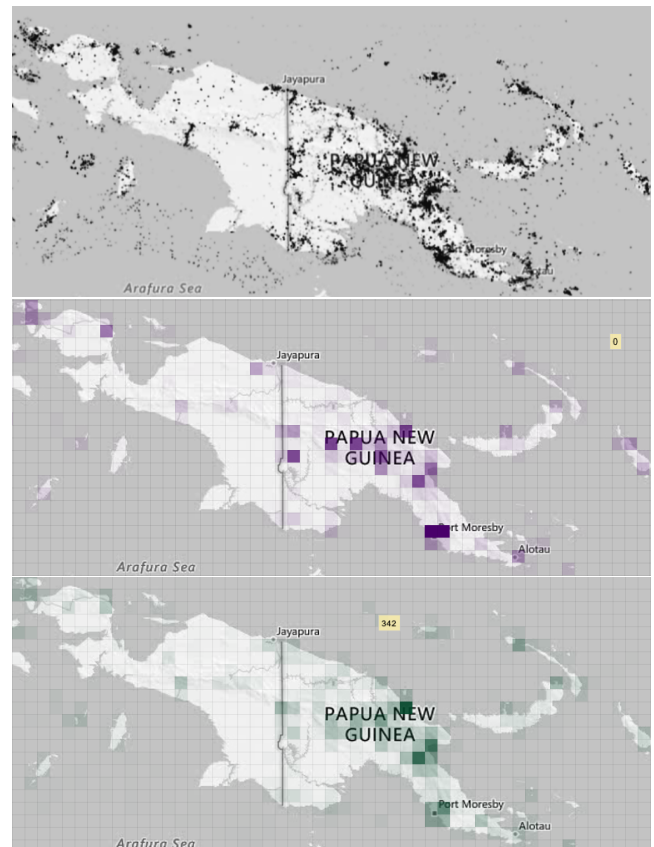 Jayapura
PAPUA NEW
GUINEA
Port Moresby
Alotau
Arafura Sea
0
Jayapura
PAPUA NEW
GUINEA
Port Moresby
Alotau
Arafura Sea
342
Jayapura
PAPUA NEW
GUINEA
Port Moresby
Alotau
Arafura Sea